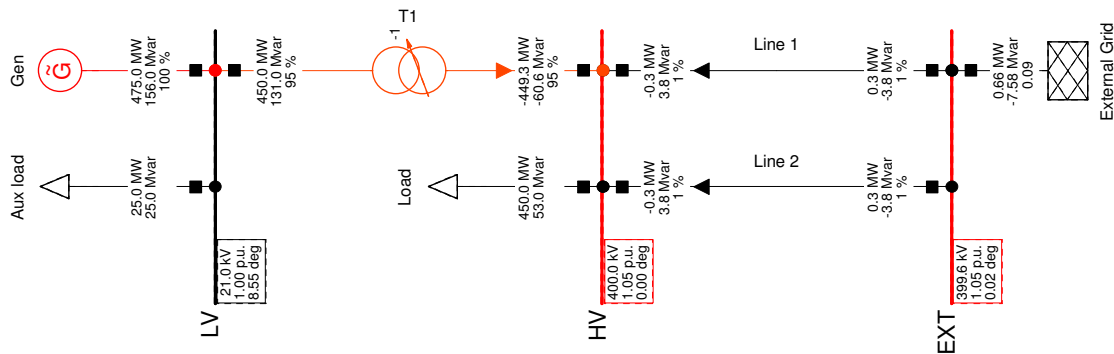 Gen
G̃
475.0 MW
156.0 Mvar
100 %
450.0 MW
131.0 Mvar
95 %
T1
-1
-449.3 MW
-60.6 Mvar
95 %
-0.3 MW
3.8 Mvar
1 %
Line 1
0.3 MW
-3.8 Mvar
1 %
0.66 MW
-7.58 Mvar
0.09
External Grid
Aux load
25.0 MW
25.0 Mvar
Load
450.0 MW
53.0 Mvar
-0.3 MW
3.8 Mvar
1 %
Line 2
0.3 MW
-3.8 Mvar
1 %
21.0 kV
1.00 p.u.
8.55 deg
LV
400.0 kV
1.05 p.u.
0.00 deg
HV
399.6 kV
1.05 p.u.
0.02 deg
EXT